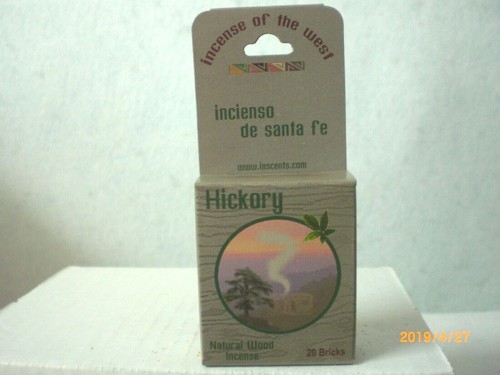 incense of the west
incienso
de santa fe
www.inscents.com
Hickory
Natural Wood
Incense
20 Bricks
2019/4/27